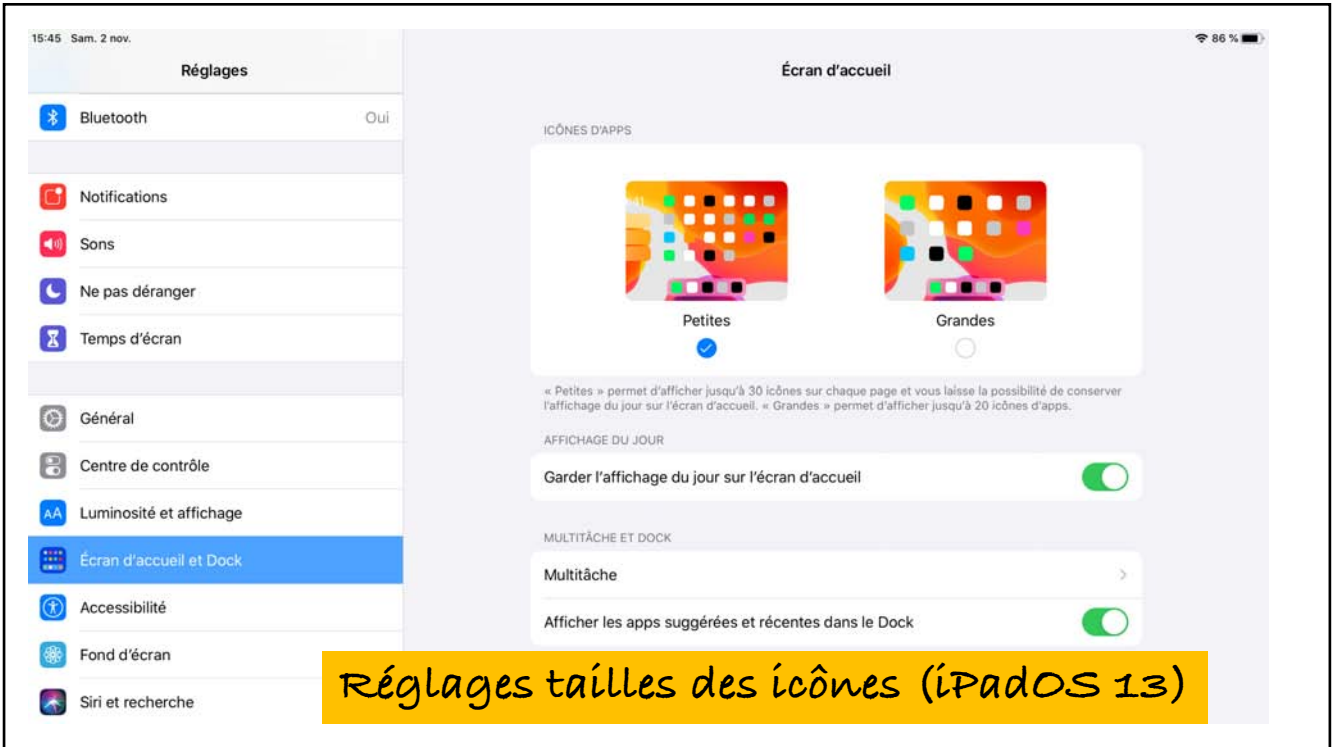 15:45 Sam. 2 nov.
86 %
Réglages
Écran d'accueil
Bluetooth Oui
Notifications
Sons
Ne pas déranger
Temps d'écran
Général
Centre de contrôle
Luminosité et affichage
Écran d'accueil et Dock
Accessibilité
Fond d'écran
Siri et recherche
ICÔNES D'APPS
Petites
Grandes
« Petites » permet d'afficher jusqu'à 30 icônes sur chaque page et vous laisse la possibilité de conserver
l'affichage du jour sur l'écran d'accueil. « Grandes » permet d'afficher jusqu'à 20 icônes d'apps.
AFFICHAGE DU JOUR
Garder l'affichage du jour sur l'écran d'accueil
MULTITÂCHE ET DOCK
Multitâche
Afficher les apps suggérées et récentes dans le Dock
Réglages tailles des icônes (iPadOS 13)